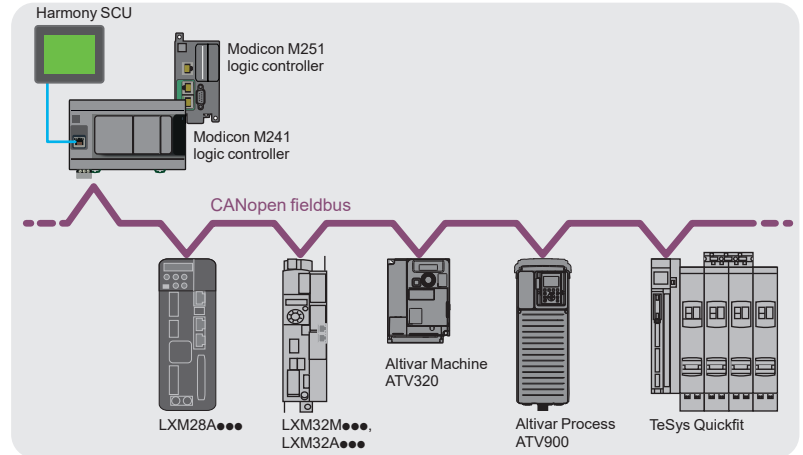 Harmony SCU
Modicon M251
logic controller
Modicon M241
logic controller
CANopen fieldbus
LXM28A●●●
LXM32M●●●,
LXM32A●●●
Altivar Machine
ATV320
Altivar Process
ATV900
TeSys Quickfit